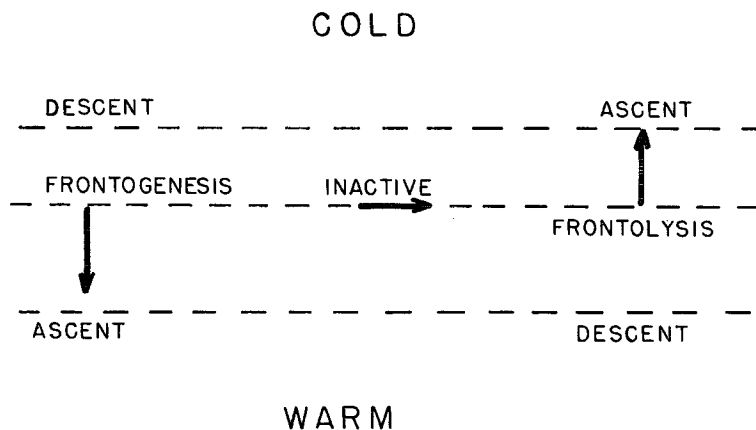 COLD
DESCENT ASCENT
FRONTOGENESIS INACTIVE
FRONTOLYSIS
ASCENT DESCENT
WARM